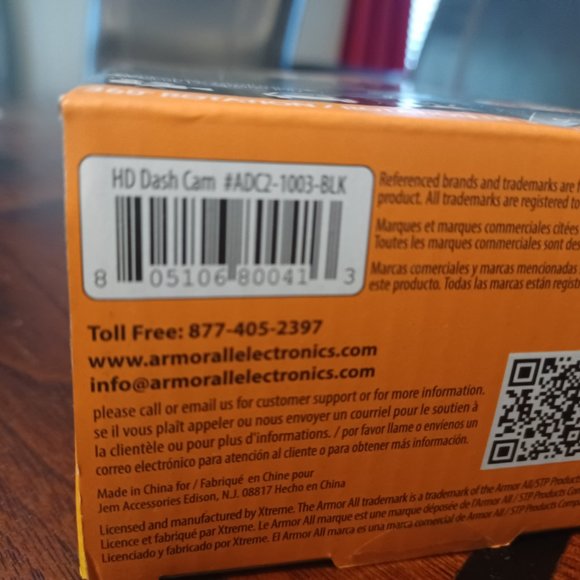 HD Dash Cam #ADC2-1003-BLK
8 05106 80041 3
Referenced brands and trademarks are
product. All trademarks are registered to
Marques et marques commerciales citées
Toutes les marques commerciales sont
Marcas comerciales y marcas mencionadas
este producto. Todas las marcas están
Toll Free: 877-405-2397
www.armorallelectronics.com
info@armorallelectronics.com
please call or email us for customer support or for more information.
se il vous plaît appeler ou nous envoyer un courriel pour le soutien à
la clientèle ou pour plus d'informations. / por favor llame o envíenos un
correo electrónico para atención al cliente o para obtener más información.
Made in China for / Fabriqué en Chine pour
Jem Accessories Edison, N.J. 08817 Hecho en China
Licensed and manufactured by Xtreme. The Armor All trademark is a trademark of the Armor All/STP Products
Licence et fabriqué par Xtreme. Le Armor All marque est une marque déposée de l'Armor All / STP Products
Licenciado y fabricado por Xtreme. El Armor All marca es una marca comercial de Armor All / STP Products